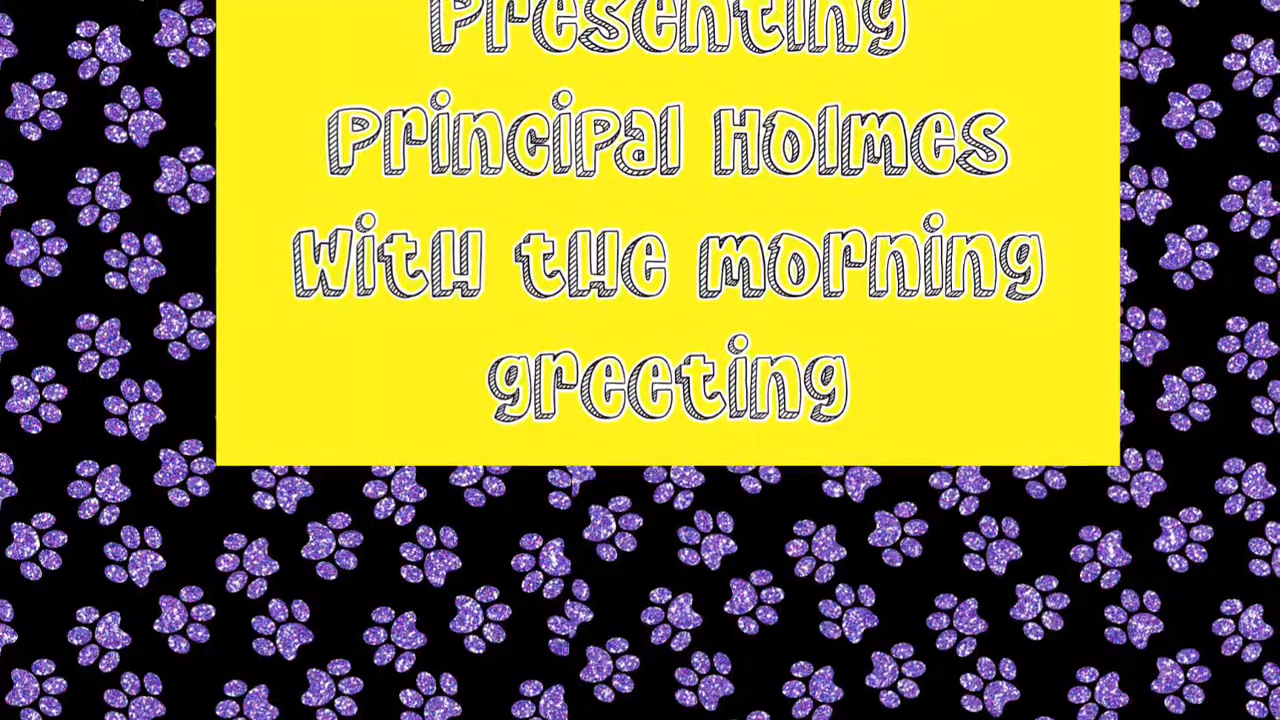 Presenting
Principal Holmes
With the morning
greeting